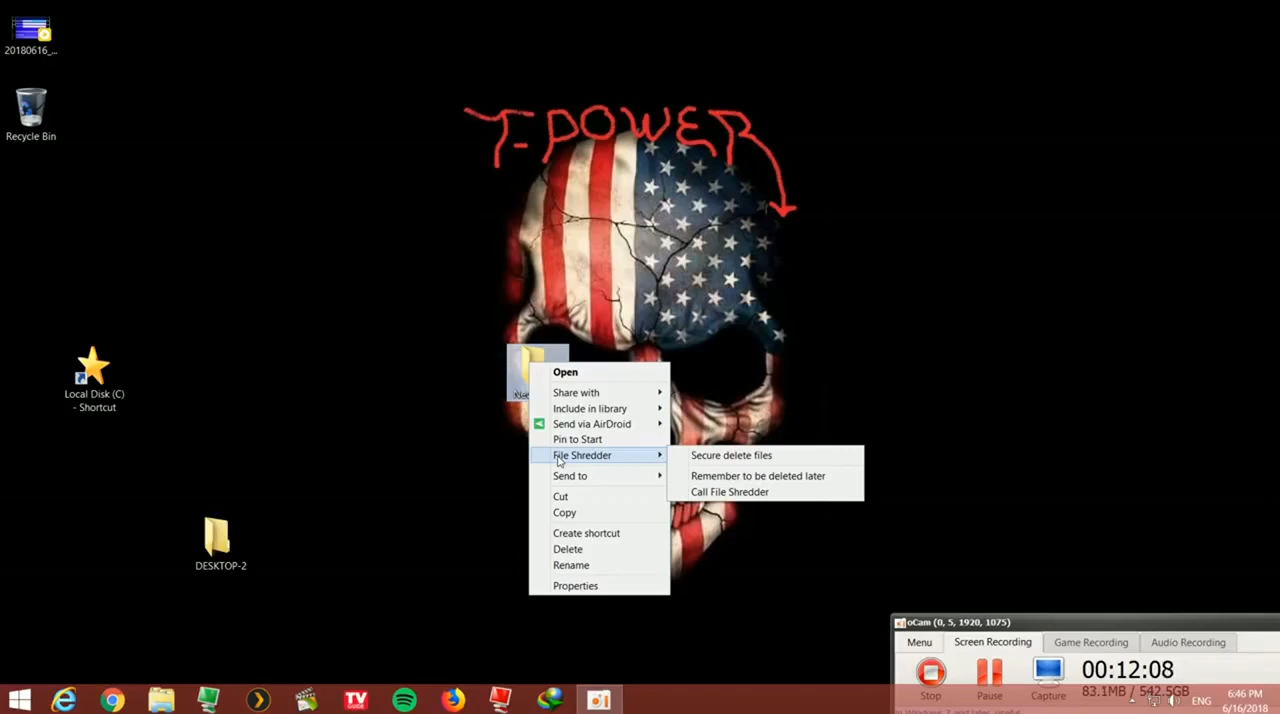 20180616_...
Recycle Bin
T-POWER
Local Disk (C)
- Shortcut
DESKTOP-2
Open
Share with
Include in library
Send via AirDroid
Pin to Start
File Shredder
Send to
Cut
Copy
Create shortcut
Delete
Rename
Properties
Secure delete files
Remember to be deleted later
Call File Shredder
oCam (0, 5, 1920, 1075)
Menu Screen Recording Game Recording Audio Recording
00:12:08
Stop Pause Capture 83.1MB / 542.5GB
TV
ENG
6:46 PM
6/16/2018